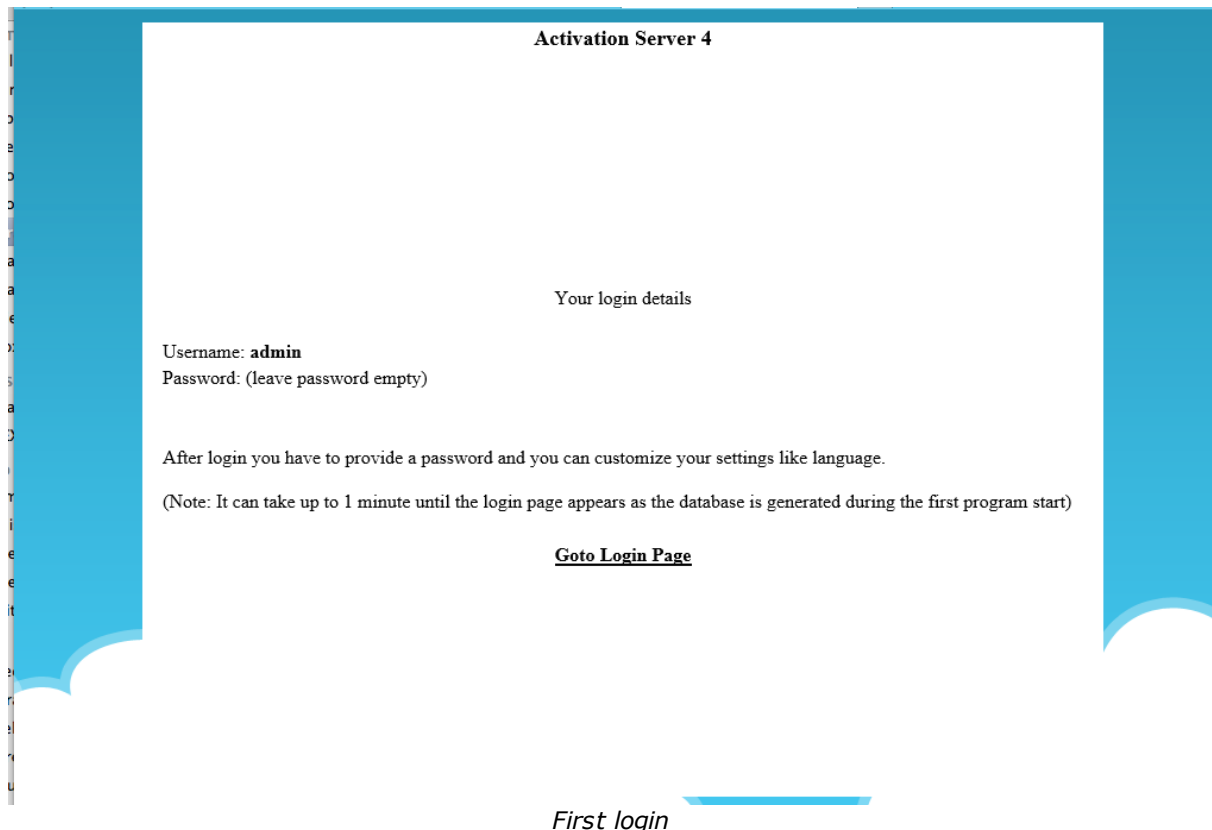 Activation Server 4
Your login details
Username: admin
Password: (leave password empty)
After login you have to provide a password and you can customize your settings like language.
(Note: It can take up to 1 minute until the login page appears as the database is generated during the first program start)
Goto Login Page
First login